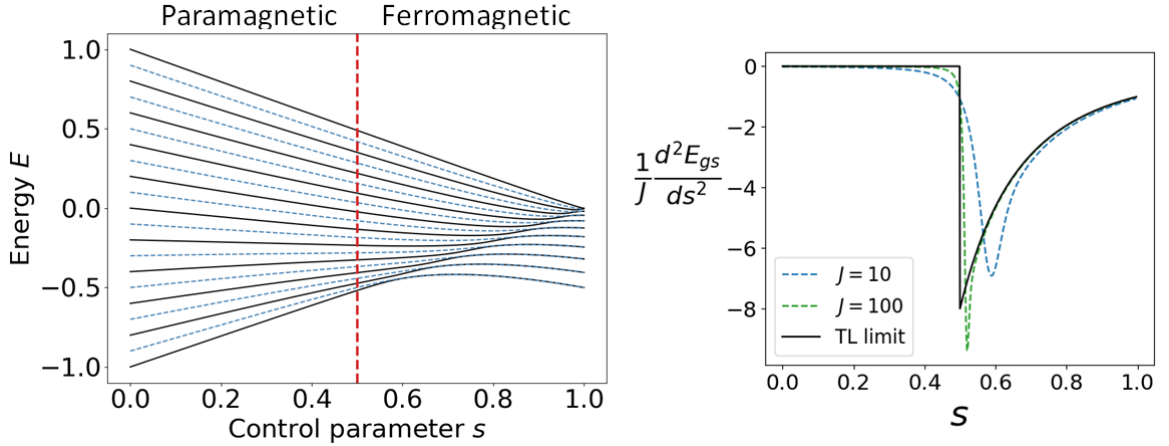 Paramagnetic Ferromagnetic
1.0
0.5
0.0
−0.5
−1.0
Energy E
0.0 0.2 0.4 0.6 0.8 1.0
Control parameter s
0
−2
−4
−6
−8
1/J d²E_gs/ds²
J = 10
J = 100
TL limit
0.0 0.2 0.4 0.6 0.8 1.0
s